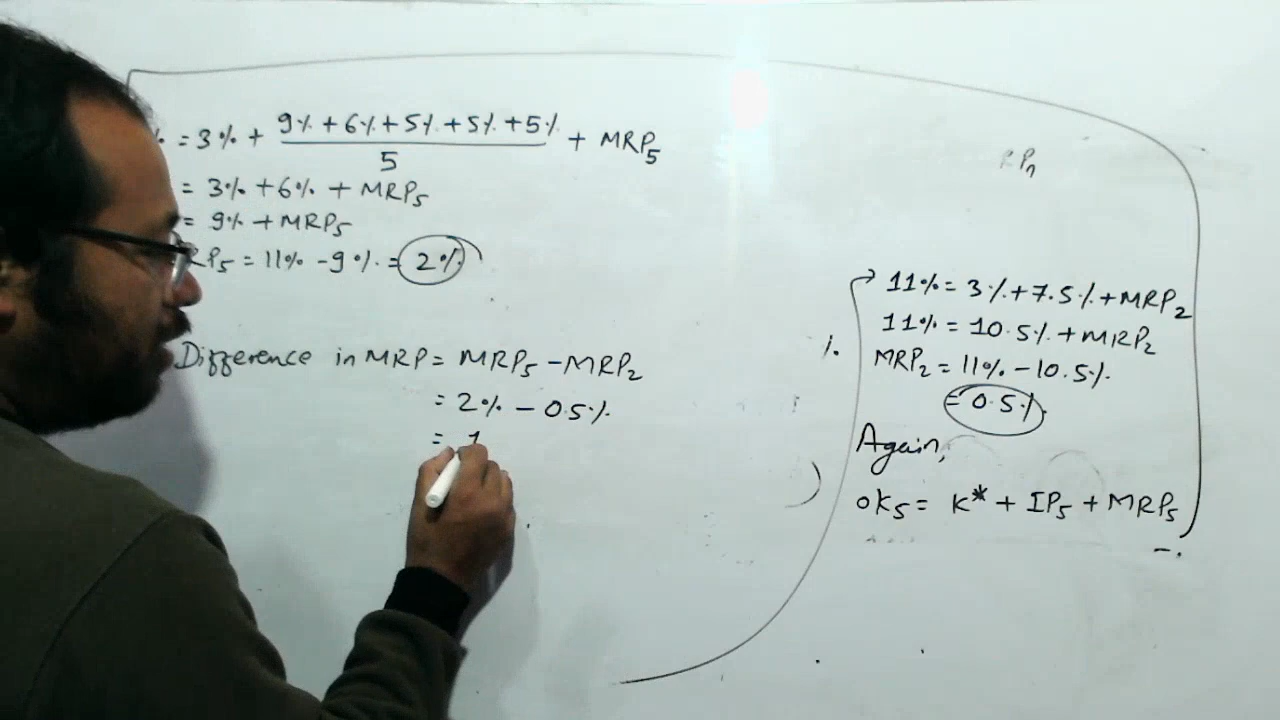 % = 3% + 9% + 6% + 5% + 5% + 5% / 5 + MRP5
= 3% + 6% + MRP5
= 9% + MRP5
RP5 = 11% - 9% = 2%
Difference in MRP = MRP5 - MRP2
= 2% - 0.5%
= 1
RPn
11% = 3% + 7.5% + MRP2
11% = 10.5% + MRP2
MRP2 = 11% - 10.5%
= 0.5%
Again,
ok5 = K* + IP5 + MRP5